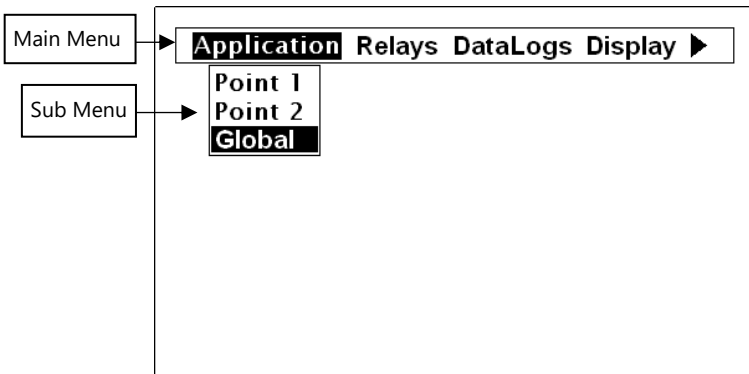 Main Menu
Application Relays DataLogs Display
Point 1
Sub Menu
Point 2
Global